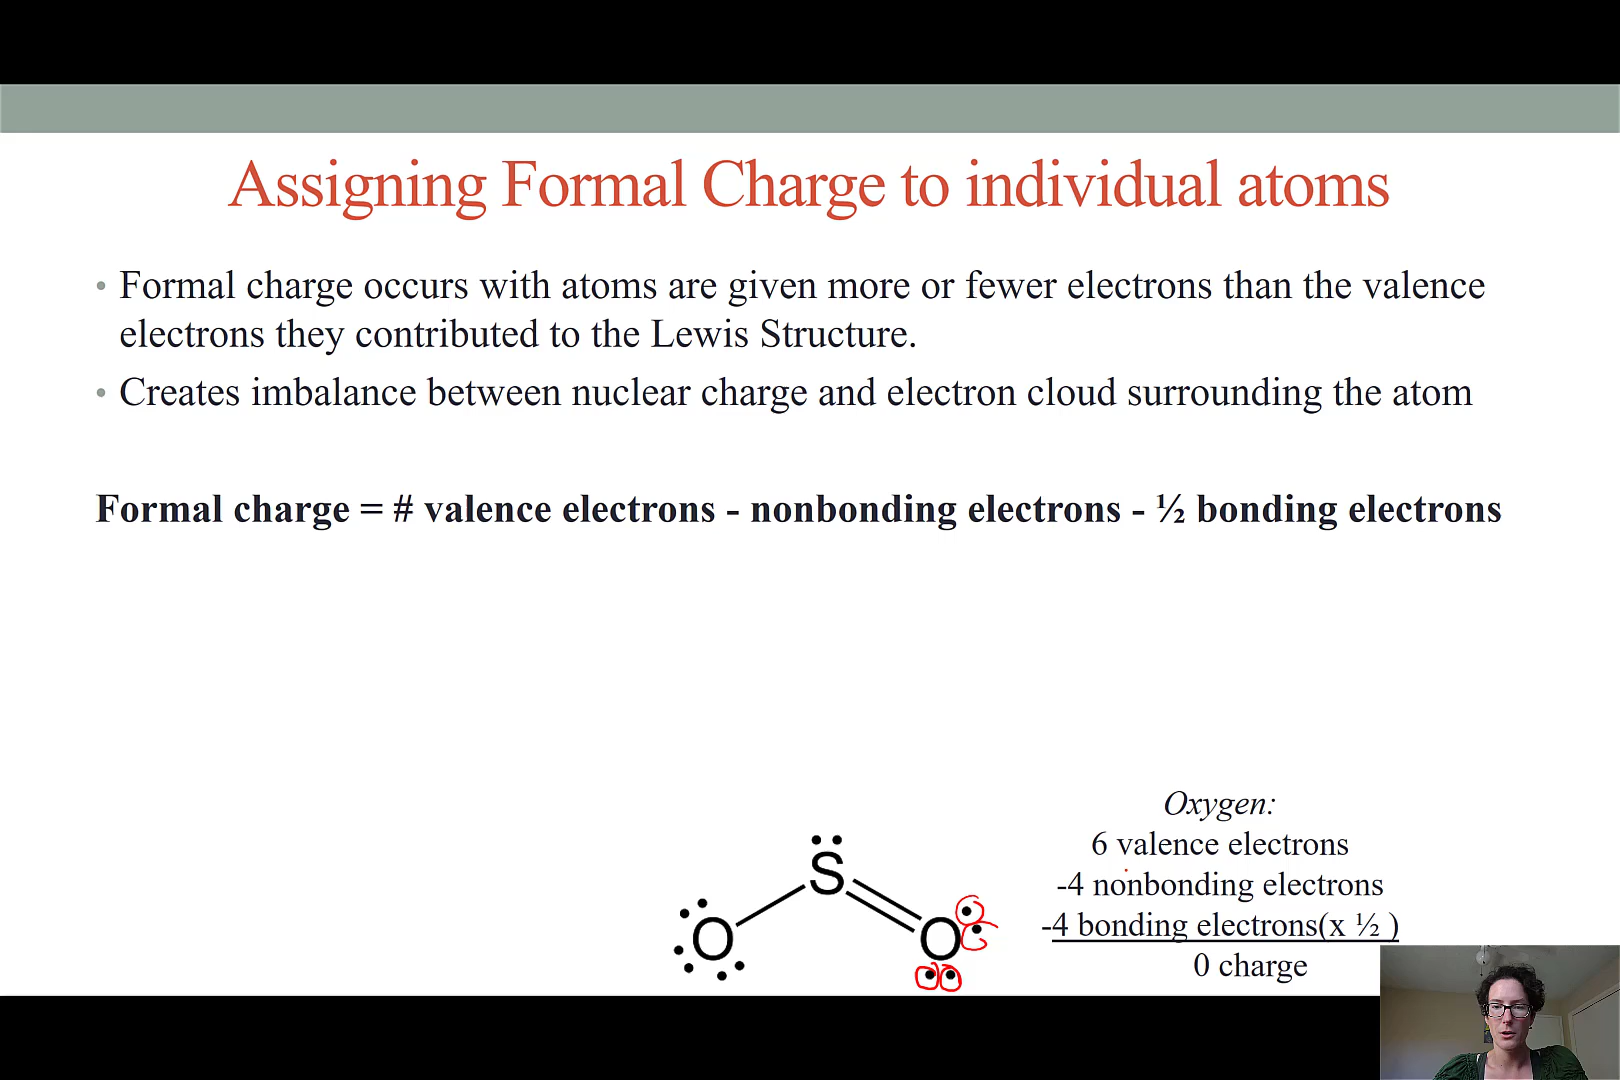 Assigning Formal Charge to individual atoms
• Formal charge occurs with atoms are given more or fewer electrons than the valence
electrons they contributed to the Lewis Structure.
• Creates imbalance between nuclear charge and electron cloud surrounding the atom
Formal charge = # valence electrons - nonbonding electrons - ½ bonding electrons
Oxygen:
6 valence electrons
-4 nonbonding electrons
-4 bonding electrons(x ½ )
0 charge
S
O O